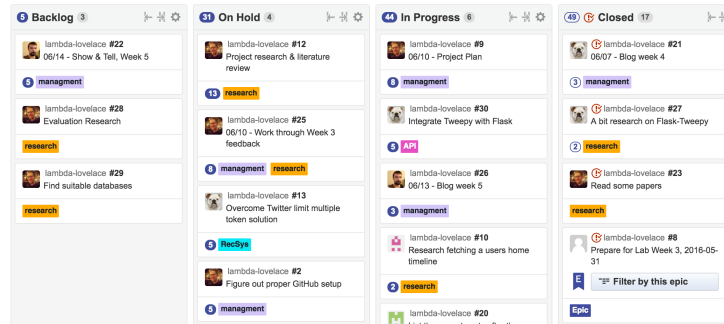 5 Backlog 3
lambda-lovelace #22
06/14 - Show & Tell, Week 5
5 managment
lambda-lovelace #28
Evaluation Research
research
lambda-lovelace #29
Find suitable databases
research
31 On Hold 4
lambda-lovelace #12
Project research & literature
review
13 research
lambda-lovelace #25
06/10 - Work through Week 3
feedback
8 managment research
lambda-lovelace #13
Overcome Twitter limit multiple
token solution
5 RecSys
lambda-lovelace #2
Figure out proper GitHub setup
5 managment
44 In Progress 6
lambda-lovelace #9
06/10 - Project Plan
8 managment
lambda-lovelace #30
Integrate Tweepy with Flask
5 API
lambda-lovelace #26
06/13 - Blog week 5
3 managment
lambda-lovelace #10
Research fetching a users home
timeline
2 research
lambda-lovelace #20
49 Closed 17
lambda-lovelace #21
06/07 - Blog week 4
3 managment
lambda-lovelace #27
A bit research on Flask-Tweepy
2 research
lambda-lovelace #23
Read some papers
research
lambda-lovelace #8
Prepare for Lab Week 3, 2016-05-
31
E Filter by this epic
Epic